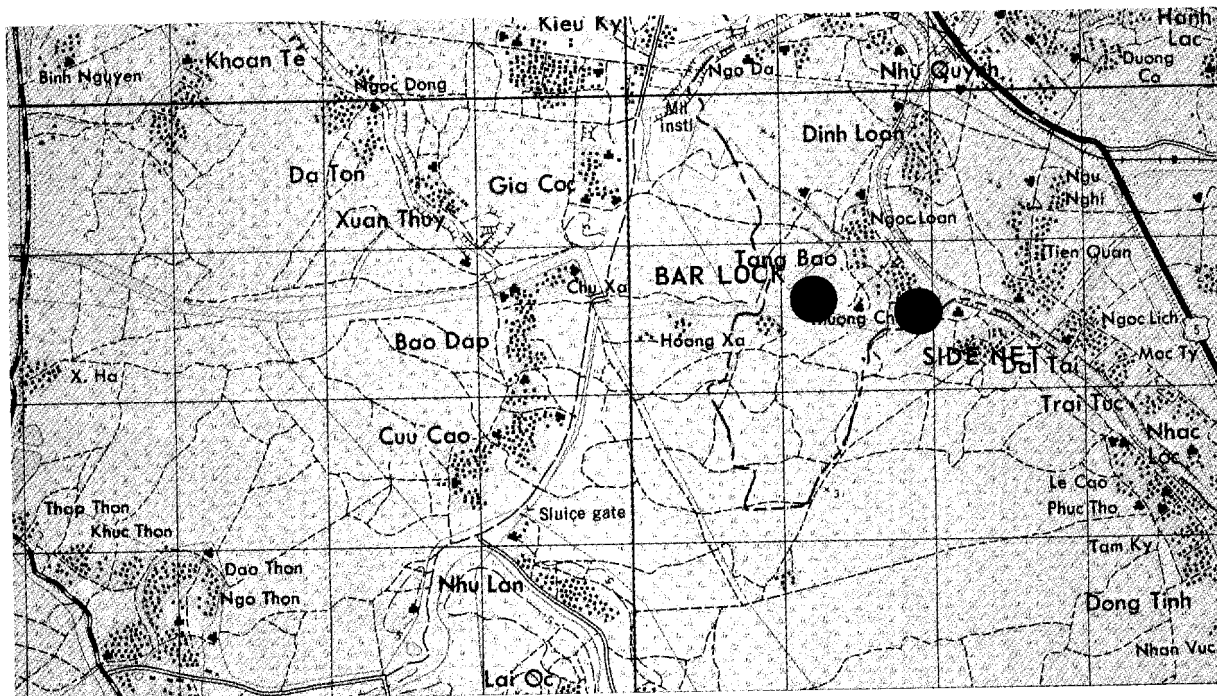 Kieu Ky
Hanh
Lac
Binh Nguyen
Khoan Tê
Ngoc Dong
Ngo Da
Nhu Quynh
Duong
Mil
instl
Dinh Loan
Da Ton
Gia Coc
Ngu
Nghi
Xuan Thuy
Ngoc Loan
Tien Quan
Tang Bao
BAR LOCK
Chu Xa
Bao Dap
Hoang Xa
Ngoc Lich
5
SIDE NET
Dai Tai
Mac Ty
X. Ha
Trai Tuc
Cuu Cao
Nhac
Loc
Le Cao
Phuc Tho
Thap Thon
Sluice gate
Khuc Thon
Tam Ky
Dao Thon
Nhu Lan
Ngo Thon
Dong Tinh
Nhan Vuc
Lai Oc